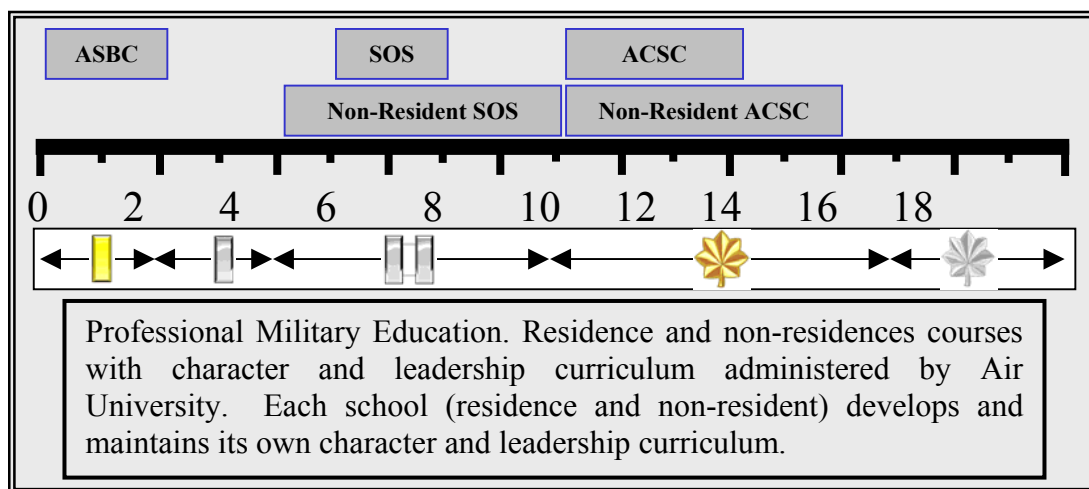 ASBC SOS ACSC
Non-Resident SOS Non-Resident ACSC
0 2 4 6 8 10 12 14 16 18
Professional Military Education. Residence and non-residences courses
with character and leadership curriculum administered by Air
University. Each school (residence and non-resident) develops and
maintains its own character and leadership curriculum.